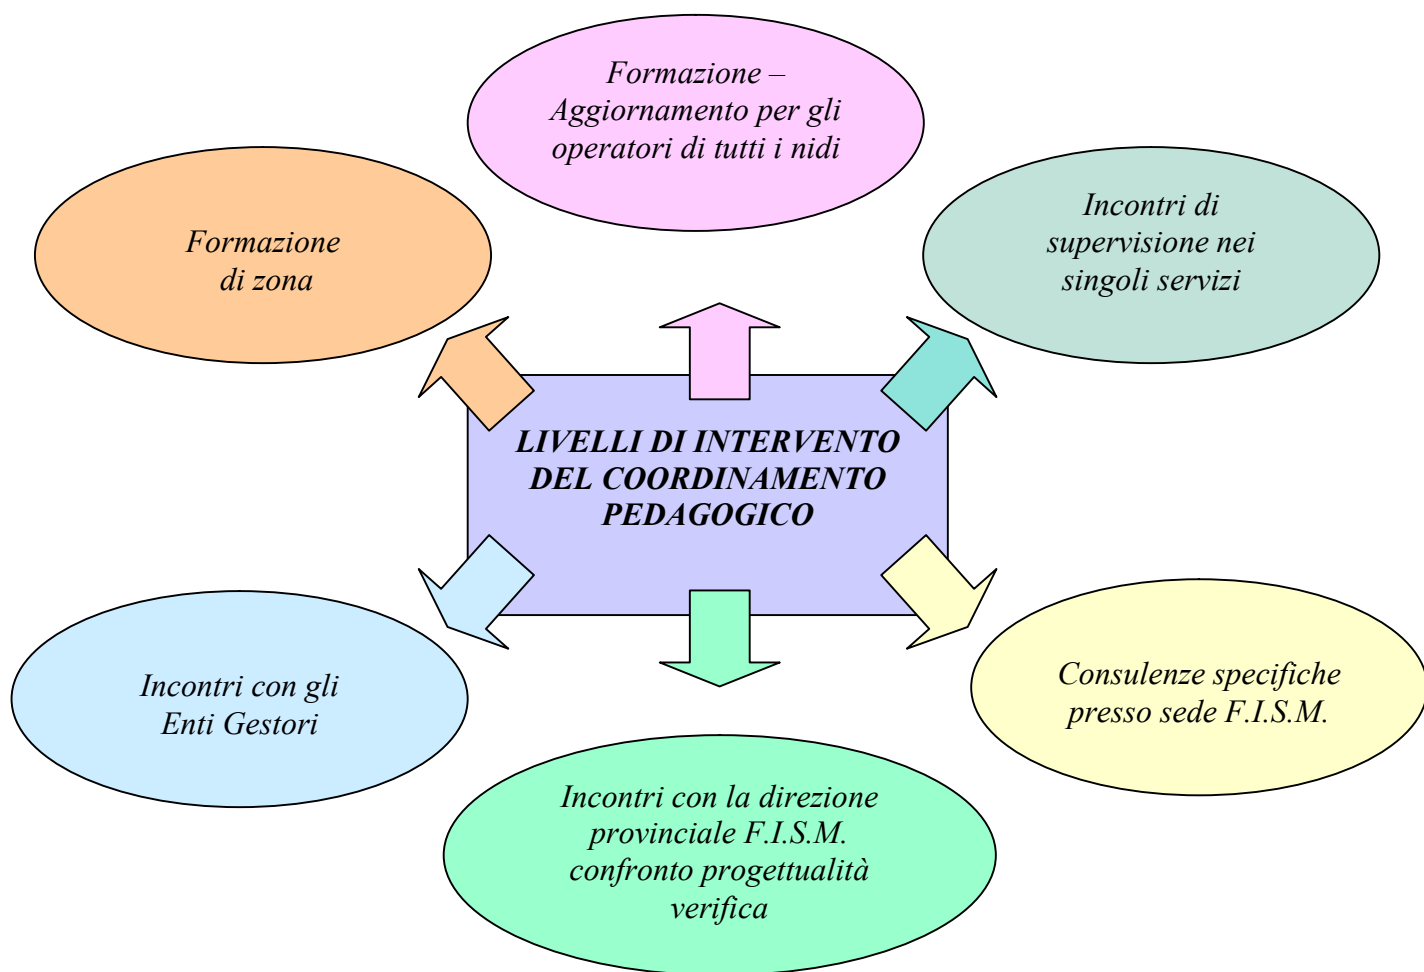 Formazione –
Aggiornamento per gli
operatori di tutti i nidi
Formazione
di zona
Incontri di
supervisione nei
singoli servizi
LIVELLI DI INTERVENTO
DEL COORDINAMENTO
PEDAGOGICO
Incontri con gli
Enti Gestori
Consulenze specifiche
presso sede F.I.S.M.
Incontri con la direzione
provinciale F.I.S.M.
confronto progettualità
verifica